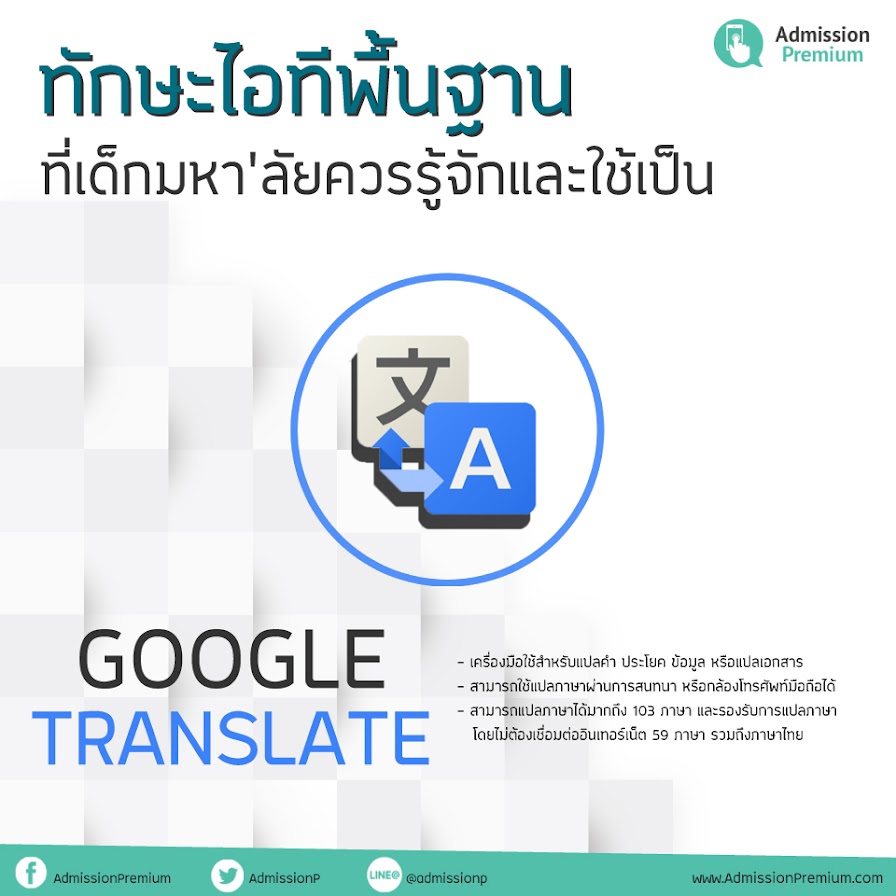 Admission
Premium
ทักษะไอทีพื้นฐาน
ที่เด็กมหา'ลัยควรรู้จักและใช้เป็น
文
A
GOOGLE
TRANSLATE
- เครื่องมือใช้สำหรับแปลคำ ประโยค ข้อมูล หรือแปลเอกสาร
- สามารถใช้แปลภาษาผ่านการสนทนา หรือกล้องโทรศัพท์มือถือได้
- สามารถแปลภาษาได้มากถึง 103 ภาษา และรองรับการแปลภาษา
โดยไม่ต้องเชื่อมต่ออินเทอร์เน็ต 59 ภาษา รวมถึงภาษาไทย
AdmissionPremium
AdmissionP
LINE@
@admissionp
www.AdmissionPremium.com